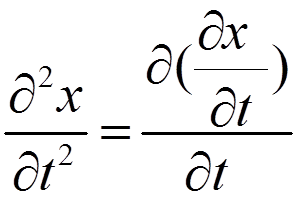 ∂²x/∂t² = ∂(∂x/∂t)/∂t